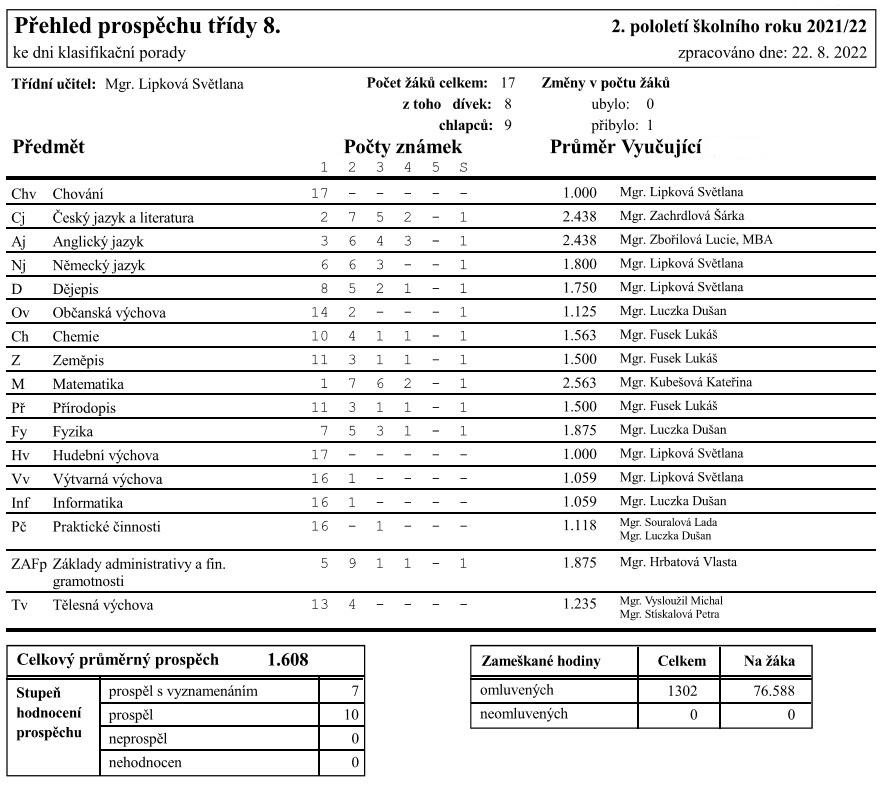 Přehled prospěchu třídy 8. 2. pololetí školního roku 2021/22
ke dni klasifikační porady zpracováno dne: 22. 8. 2022
Třídní učitel: Mgr. Lipková Světlana Počet žáků celkem: 17 Změny v počtu žáků
z toho dívek: 8 ubylo: 0
chlapců: 9 přibylo: 1
Předmět Počty známek Průměr Vyučující
1 2 3 4 5 S
Chv Chování 17 - - - - - 1.000 Mgr. Lipková Světlana
Cj Český jazyk a literatura 2 7 5 2 - 1 2.438 Mgr. Zachrdlová Šárka
Aj Anglický jazyk 3 6 4 3 - 1 2.438 Mgr. Zbořilová Lucie, MBA
Nj Německý jazyk 6 6 3 - - 1 1.800 Mgr. Lipková Světlana
D Dějepis 8 5 2 1 - 1 1.750 Mgr. Lipková Světlana
Ov Občanská výchova 14 2 - - - 1 1.125 Mgr. Luczka Dušan
Ch Chemie 10 4 1 1 - 1 1.563 Mgr. Fusek Lukáš
Z Zeměpis 11 3 1 1 - 1 1.500 Mgr. Fusek Lukáš
M Matematika 1 7 6 2 - 1 2.563 Mgr. Kubešová Kateřina
Př Přírodopis 11 3 1 1 - 1 1.500 Mgr. Fusek Lukáš
Fy Fyzika 7 5 3 1 - 1 1.875 Mgr. Luczka Dušan
Hv Hudební výchova 17 - - - - - 1.000 Mgr. Lipková Světlana
Vv Výtvarná výchova 16 1 - - - - 1.059 Mgr. Lipková Světlana
Inf Informatika 16 1 - - - - 1.059 Mgr. Luczka Dušan
Pč Praktické činnosti 16 - 1 - - - 1.118 Mgr. Souralová Lada
Mgr. Luczka Dušan
ZAFp Základy administrativy a fin. 5 9 1 1 - 1 1.875 Mgr. Hrbatová Vlasta
gramotnosti
Tv Tělesná výchova 13 4 - - - - 1.235 Mgr. Vysloužil Michal
Mgr. Stískalová Petra
Celkový průměrný prospěch 1.608 Zameškané hodiny Celkem Na žáka
Stupeň prospěl s vyznamenáním 7 omluvených 1302 76.588
hodnocení prospěl 10 neomluvených 0 0
prospěchu neprospěl 0
nehodnocen 0